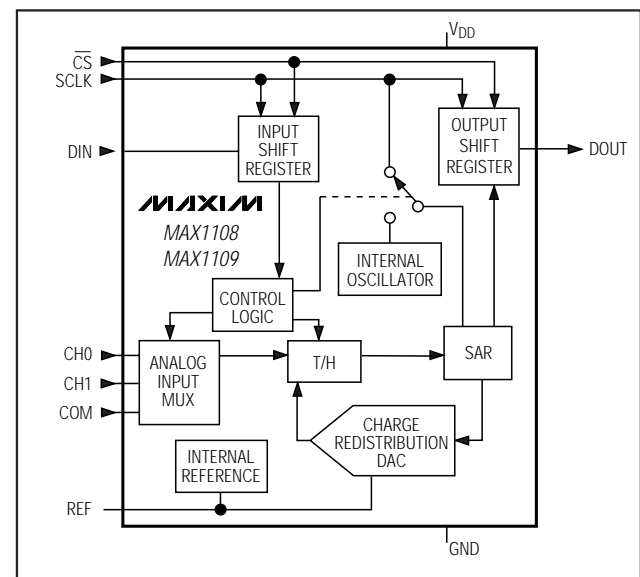 VDD
CS
SCLK
DIN
INPUT
SHIFT
REGISTER
OUTPUT
SHIFT
REGISTER
DOUT
MAXIM
MAX1108
MAX1109
INTERNAL
OSCILLATOR
CONTROL
LOGIC
CH0
CH1
COM
ANALOG
INPUT
MUX
T/H
SAR
CHARGE
REDISTRIBUTION
DAC
INTERNAL
REFERENCE
REF
GND